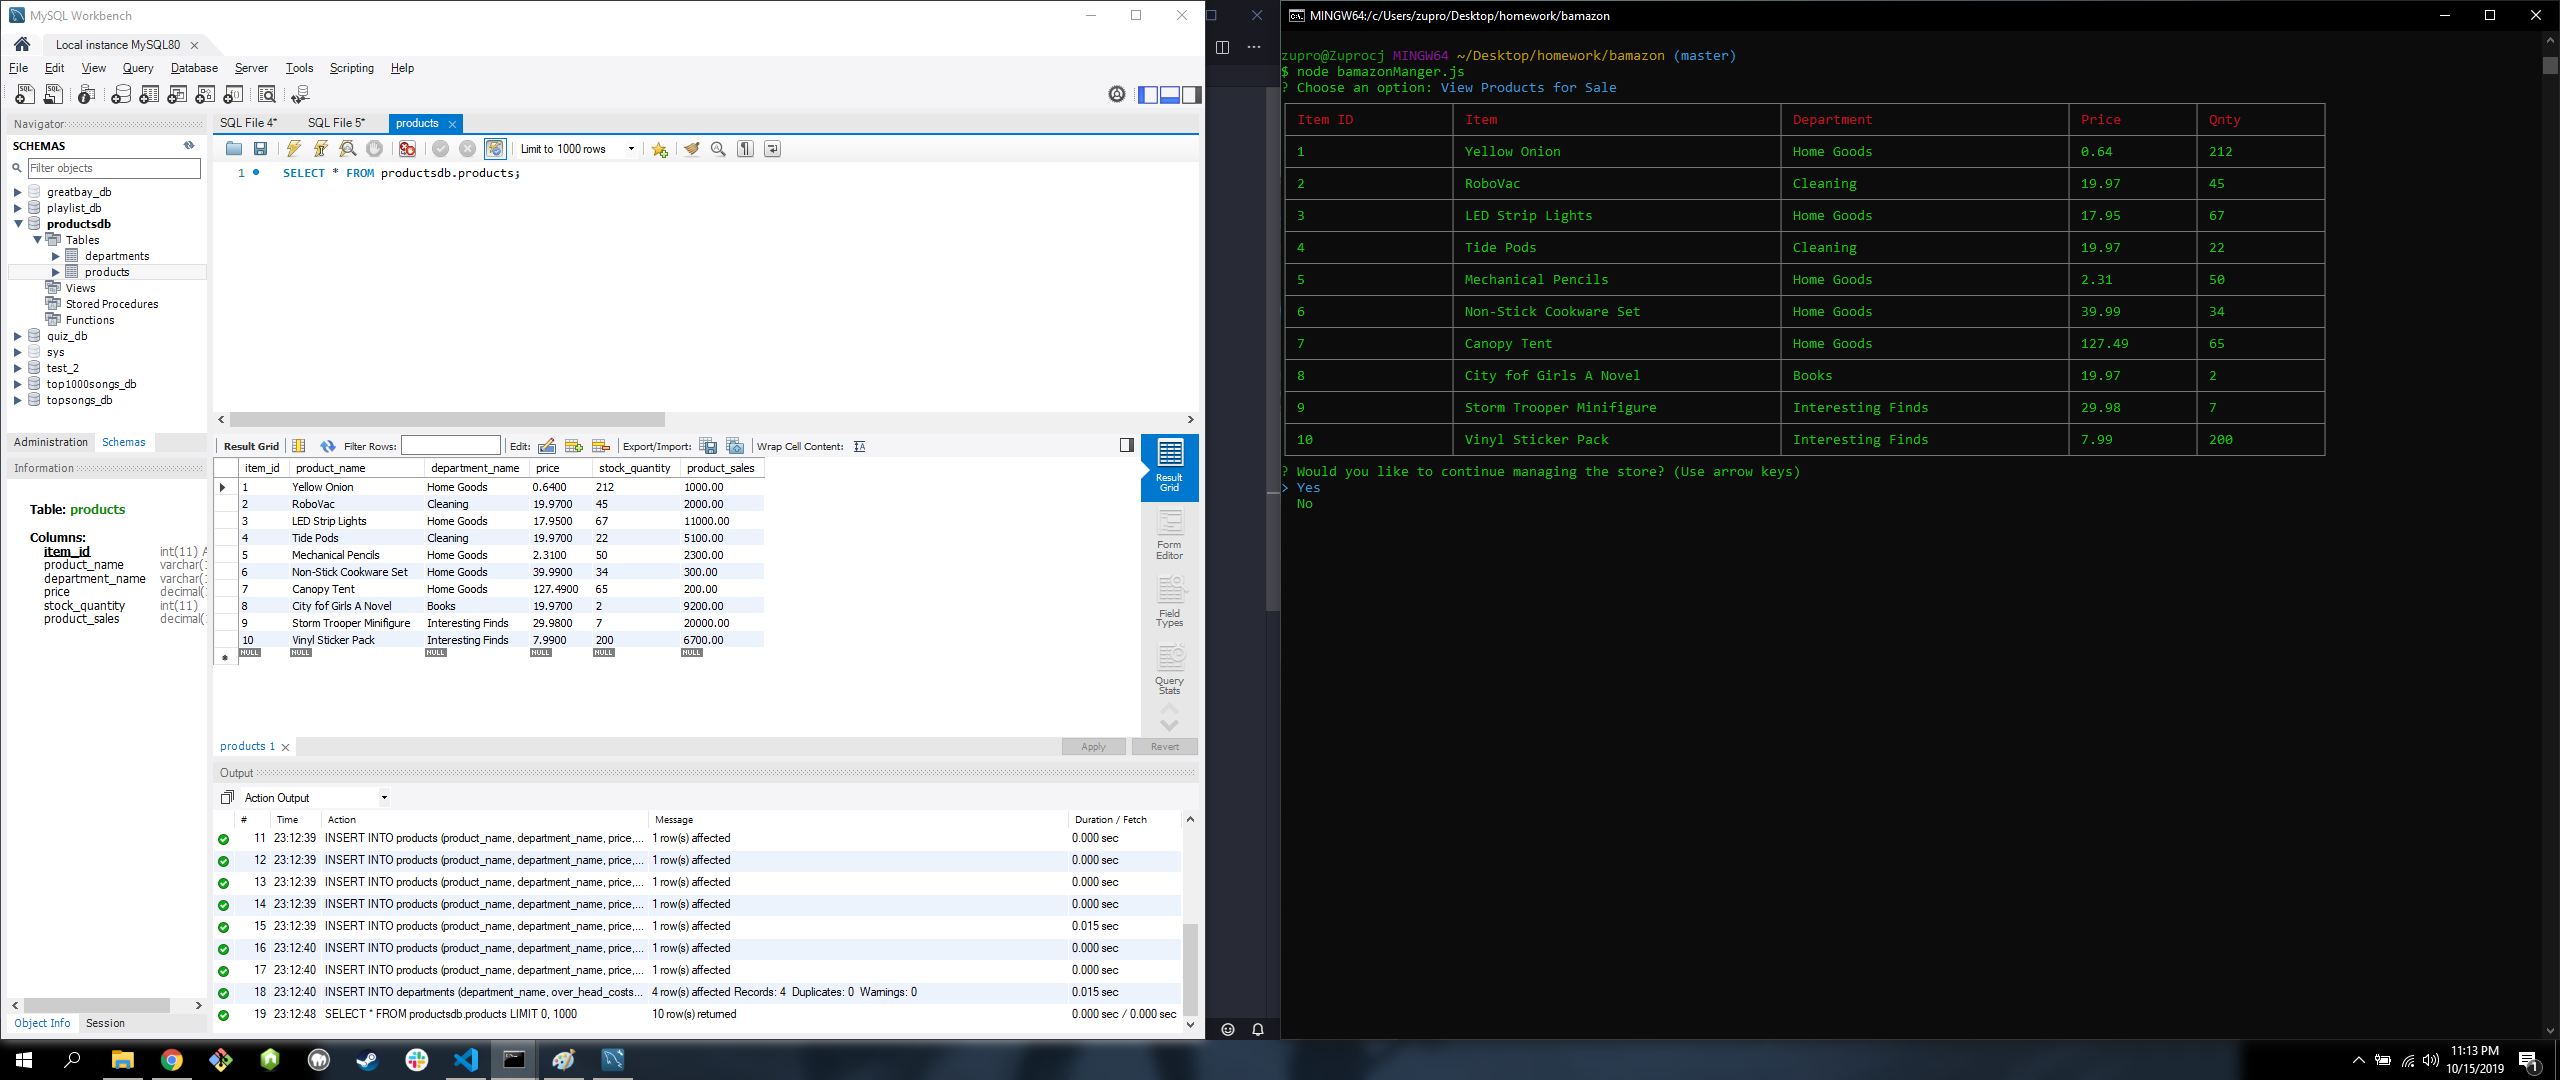 MySQL Workbench
Local instance MySQL80
File Edit View Query Database Server Tools Scripting Help
Navigator
SCHEMAS
Filter objects
greatbay_db
playlist_db
productsdb
Tables
departments
products
Views
Stored Procedures
Functions
quiz_db
sys
test_2
top1000songs_db
topsongs_db
Administration Schemas
Information
Table: products
Columns:
item_id int(11) A
product_name varchar(
department_name varchar(
price decimal(
stock_quantity int(11)
product_sales decimal(
Object Info Session
SQL File 4* SQL File 5* products
Limit to 1000 rows
1 SELECT * FROM productsdb.products;
Result Grid Filter Rows: Edit: Export/Import: Wrap Cell Content:
item_id product_name department_name price stock_quantity product_sales
1 Yellow Onion Home Goods 0.6400 212 1000.00
2 RoboVac Cleaning 19.9700 45 2000.00
3 LED Strip Lights Home Goods 17.9500 67 11000.00
4 Tide Pods Cleaning 19.9700 22 5100.00
5 Mechanical Pencils Home Goods 2.3100 50 2300.00
6 Non-Stick Cookware Set Home Goods 39.9900 34 300.00
7 Canopy Tent Home Goods 127.4900 65 200.00
8 City fof Girls A Novel Books 19.9700 2 9200.00
9 Storm Trooper Minifigure Interesting Finds 29.9800 7 20000.00
10 Vinyl Sticker Pack Interesting Finds 7.9900 200 6700.00
NULL NULL NULL NULL NULL NULL
Result Grid
Form Editor
Field Types
Query Stats
products 1 Apply Revert
Output
Action Output
# Time Action Message Duration / Fetch
11 23:12:39 INSERT INTO products (product_name, department_name, price,... 1 row(s) affected 0.000 sec
12 23:12:39 INSERT INTO products (product_name, department_name, price,... 1 row(s) affected 0.000 sec
13 23:12:39 INSERT INTO products (product_name, department_name, price,... 1 row(s) affected 0.000 sec
14 23:12:39 INSERT INTO products (product_name, department_name, price,... 1 row(s) affected 0.000 sec
15 23:12:39 INSERT INTO products (product_name, department_name, price,... 1 row(s) affected 0.015 sec
16 23:12:40 INSERT INTO products (product_name, department_name, price,... 1 row(s) affected 0.000 sec
17 23:12:40 INSERT INTO products (product_name, department_name, price,... 1 row(s) affected 0.000 sec
18 23:12:40 INSERT INTO departments (department_name, over_head_costs... 4 row(s) affected Records: 4 Duplicates: 0 Warnings: 0 0.015 sec
19 23:12:48 SELECT * FROM productsdb.products LIMIT 0, 1000 10 row(s) returned 0.000 sec / 0.000 sec
MINGW64:/c/Users/zupro/Desktop/homework/bamazon
zupro@Zuprocj MINGW64 ~/Desktop/homework/bamazon (master)
$ node bamazonManger.js
? Choose an option: View Products for Sale
Item ID Item Department Price Qnty
1 Yellow Onion Home Goods 0.64 212
2 RoboVac Cleaning 19.97 45
3 LED Strip Lights Home Goods 17.95 67
4 Tide Pods Cleaning 19.97 22
5 Mechanical Pencils Home Goods 2.31 50
6 Non-Stick Cookware Set Home Goods 39.99 34
7 Canopy Tent Home Goods 127.49 65
8 City fof Girls A Novel Books 19.97 2
9 Storm Trooper Minifigure Interesting Finds 29.98 7
10 Vinyl Sticker Pack Interesting Finds 7.99 200
? Would you like to continue managing the store? (Use arrow keys)
> Yes
No
11:13 PM
10/15/2019
1